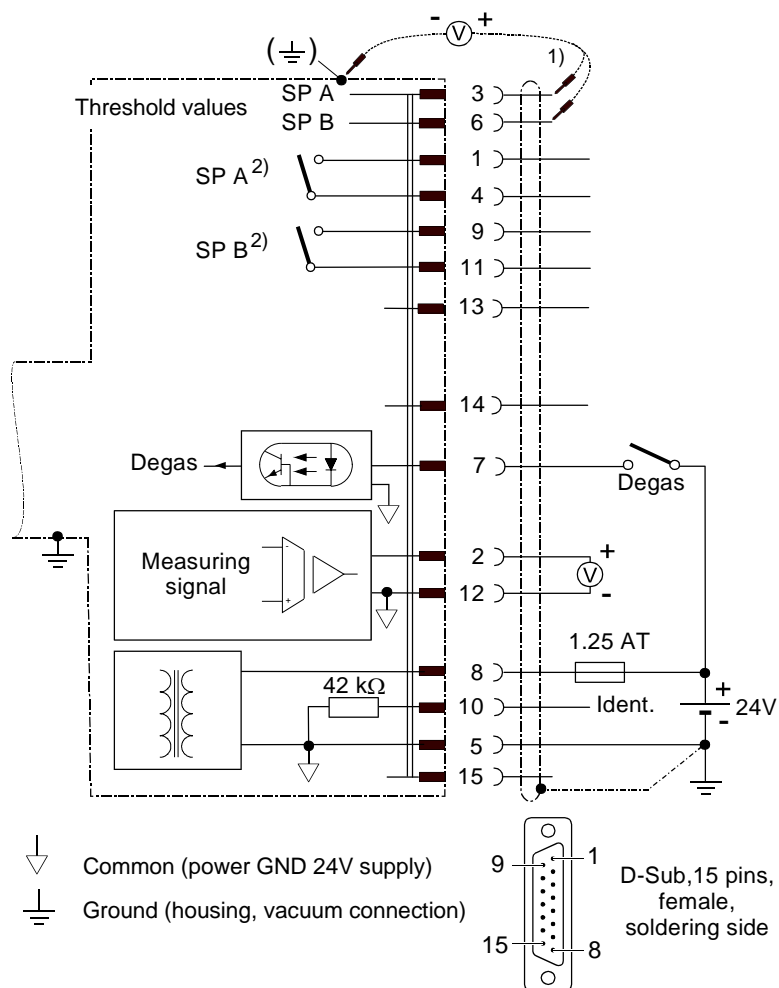 - V +
(⏚) 1)
Threshold values
SP A 3
SP B 6
SP A2) 1
4
SP B2) 9
11
13
14
Degas 7 Degas
Measuring signal
- +
2 + V -
12
1.25 AT
8
42 kΩ 10 Ident. + - 24V
5
15
Common (power GND 24V supply)
Ground (housing, vacuum connection)
9 1
15 8
D-Sub,15 pins,
female,
soldering side